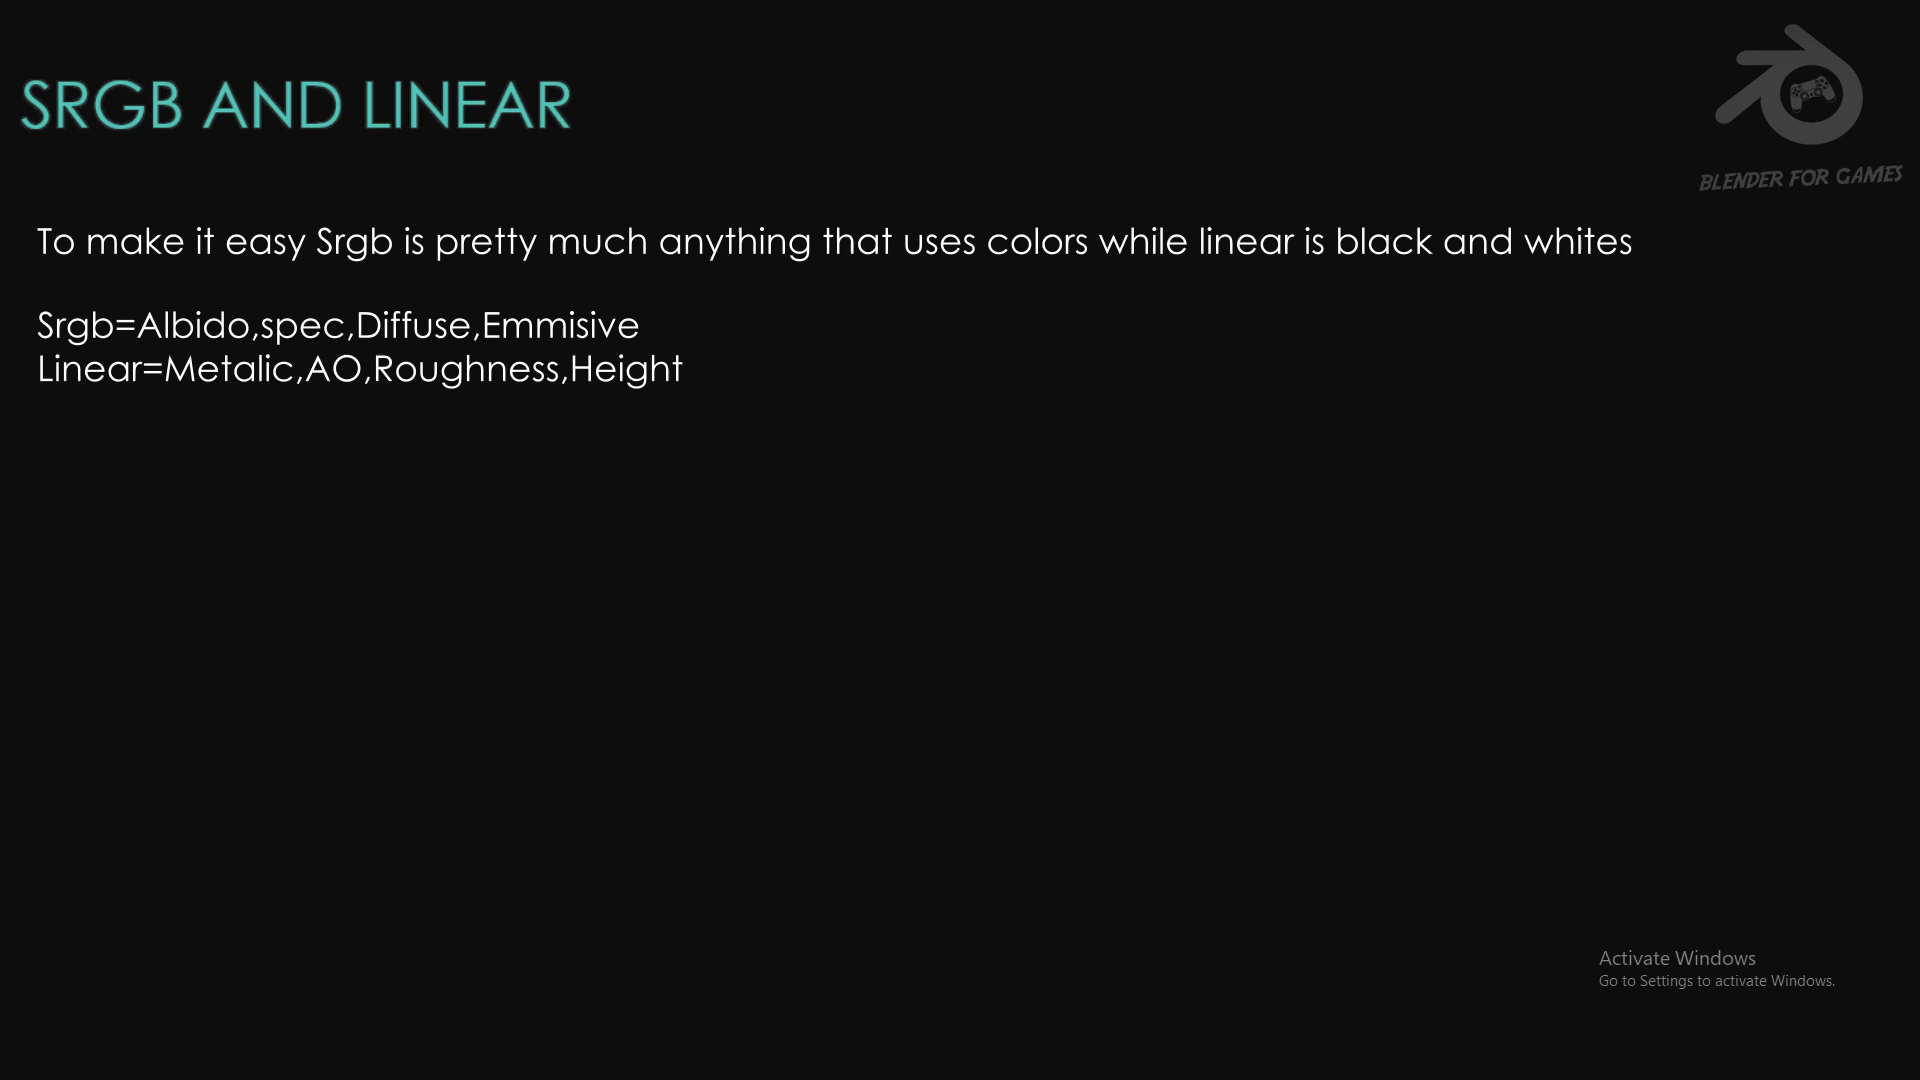 SRGB AND LINEAR
BLENDER FOR GAMES
To make it easy Srgb is pretty much anything that uses colors while linear is black and whites
Srgb=Albido,spec,Diffuse,Emmisive
Linear=Metalic,AO,Roughness,Height
Activate Windows
Go to Settings to activate Windows.